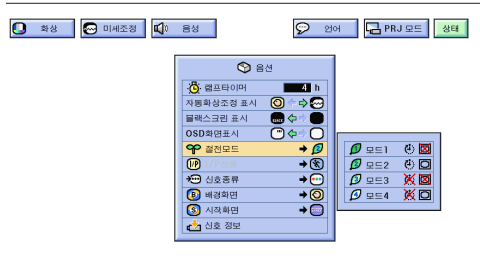 화상
미세조정
음성
언어
PRJ 모드
상태
옵션
램프타이머 4 h
자동화상조정 표시
블랙스크린 표시
OSD화면표시
절전모드
I/P
신호종류
배경화면
시작화면
신호 정보
모드1
모드2
모드3
모드4